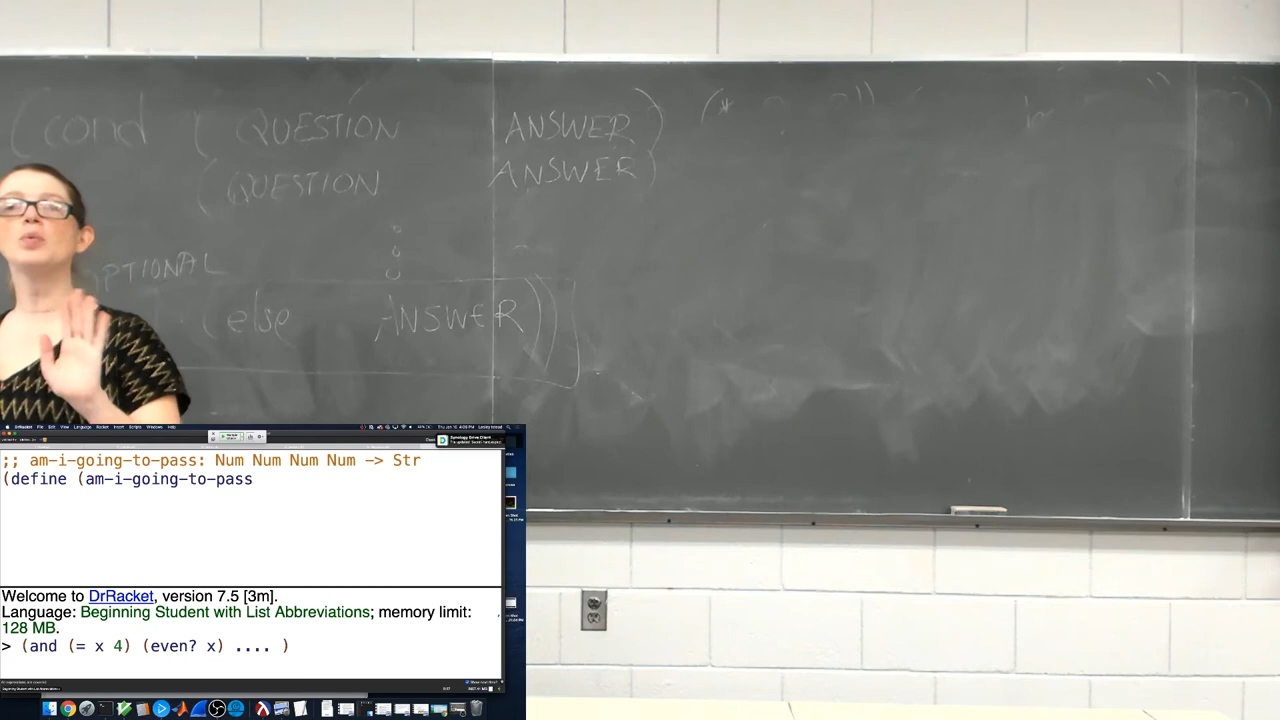 (cond ( QUESTION ANSWER)
(QUESTION ANSWER)
OPTIONAL
(else ANSWER))
;; am-i-going-to-pass: Num Num Num Num -> Str
(define (am-i-going-to-pass
Welcome to DrRacket, version 7.5 [3m].
Language: Beginning Student with List Abbreviations; memory limit:
128 MB.
> (and (= x 4) (even? x) .... )